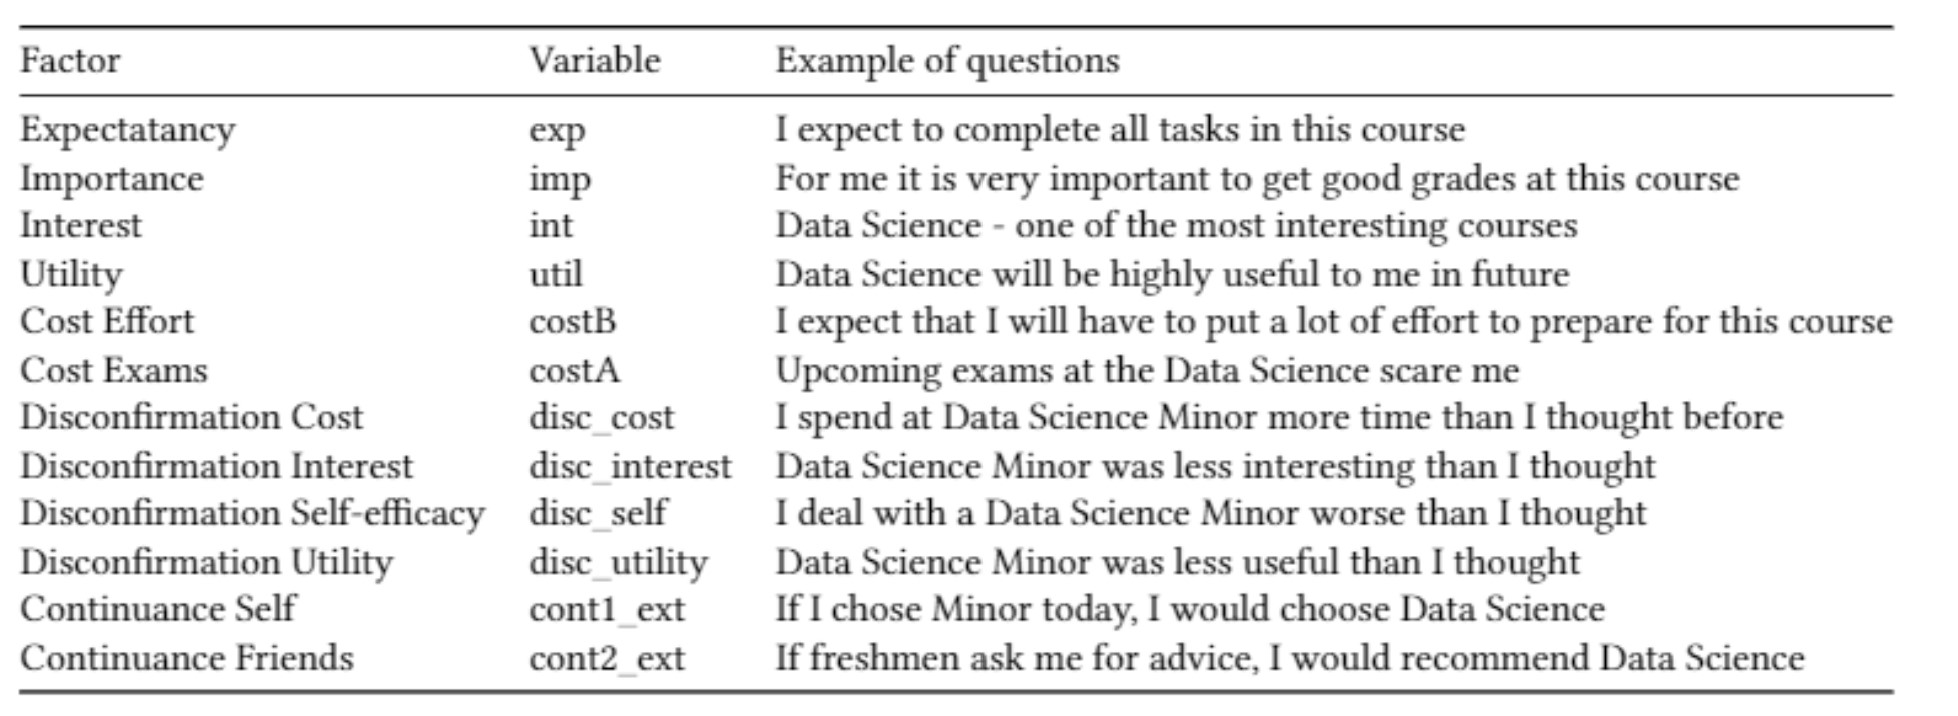 Factor Variable Example of questions
Expectatancy exp I expect to complete all tasks in this course
Importance imp For me it is very important to get good grades at this course
Interest int Data Science - one of the most interesting courses
Utility util Data Science will be highly useful to me in future
Cost Effort costB I expect that I will have to put a lot of effort to prepare for this course
Cost Exams costA Upcoming exams at the Data Science scare me
Disconfirmation Cost disc_cost I spend at Data Science Minor more time than I thought before
Disconfirmation Interest disc_interest Data Science Minor was less interesting than I thought
Disconfirmation Self-efficacy disc_self I deal with a Data Science Minor worse than I thought
Disconfirmation Utility disc_utility Data Science Minor was less useful than I thought
Continuance Self cont1_ext If I chose Minor today, I would choose Data Science
Continuance Friends cont2_ext If freshmen ask me for advice, I would recommend Data Science